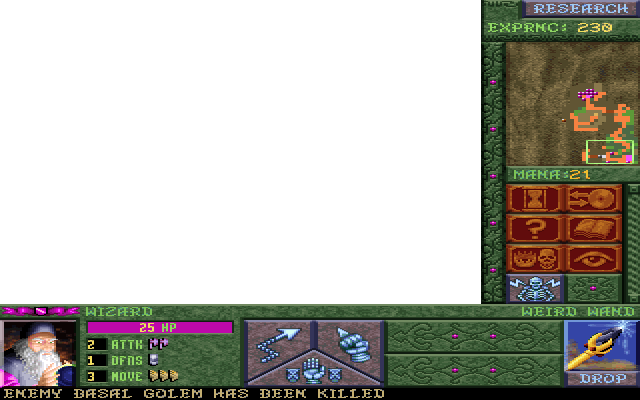 RESEARCH
EXPRNC: 230
MANA:21
WIZARD
WEIRD WAND
25 HP
2 ATTK
1 DFNS
3 MOVE
DROP
ENEMY BASAL GOLEM HAS BEEN KILLED